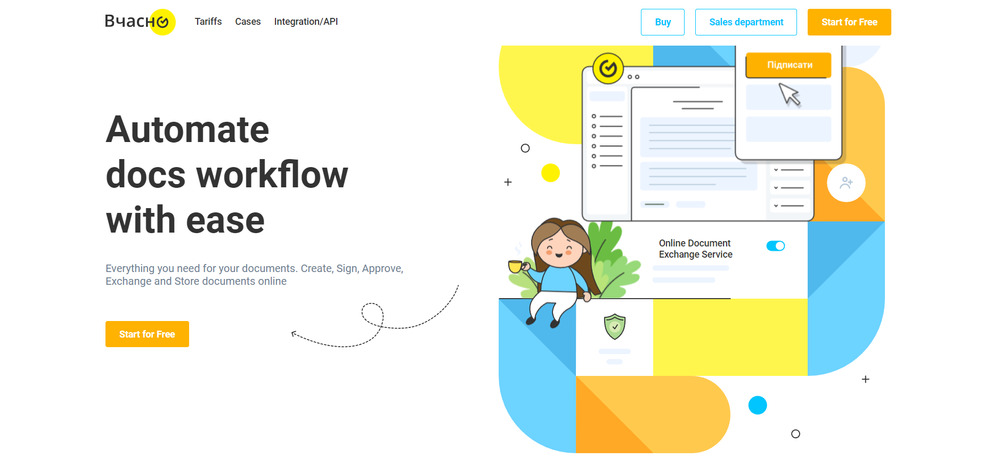 Вчасно
Tariffs
Cases
Integration/API
Buy
Sales department
Start for Free
Підписати
Automate
docs workflow
with ease
Online Document
Exchange Service
Everything you need for your documents. Create, Sign, Approve,
Exchange and Store documents online
Start for Free